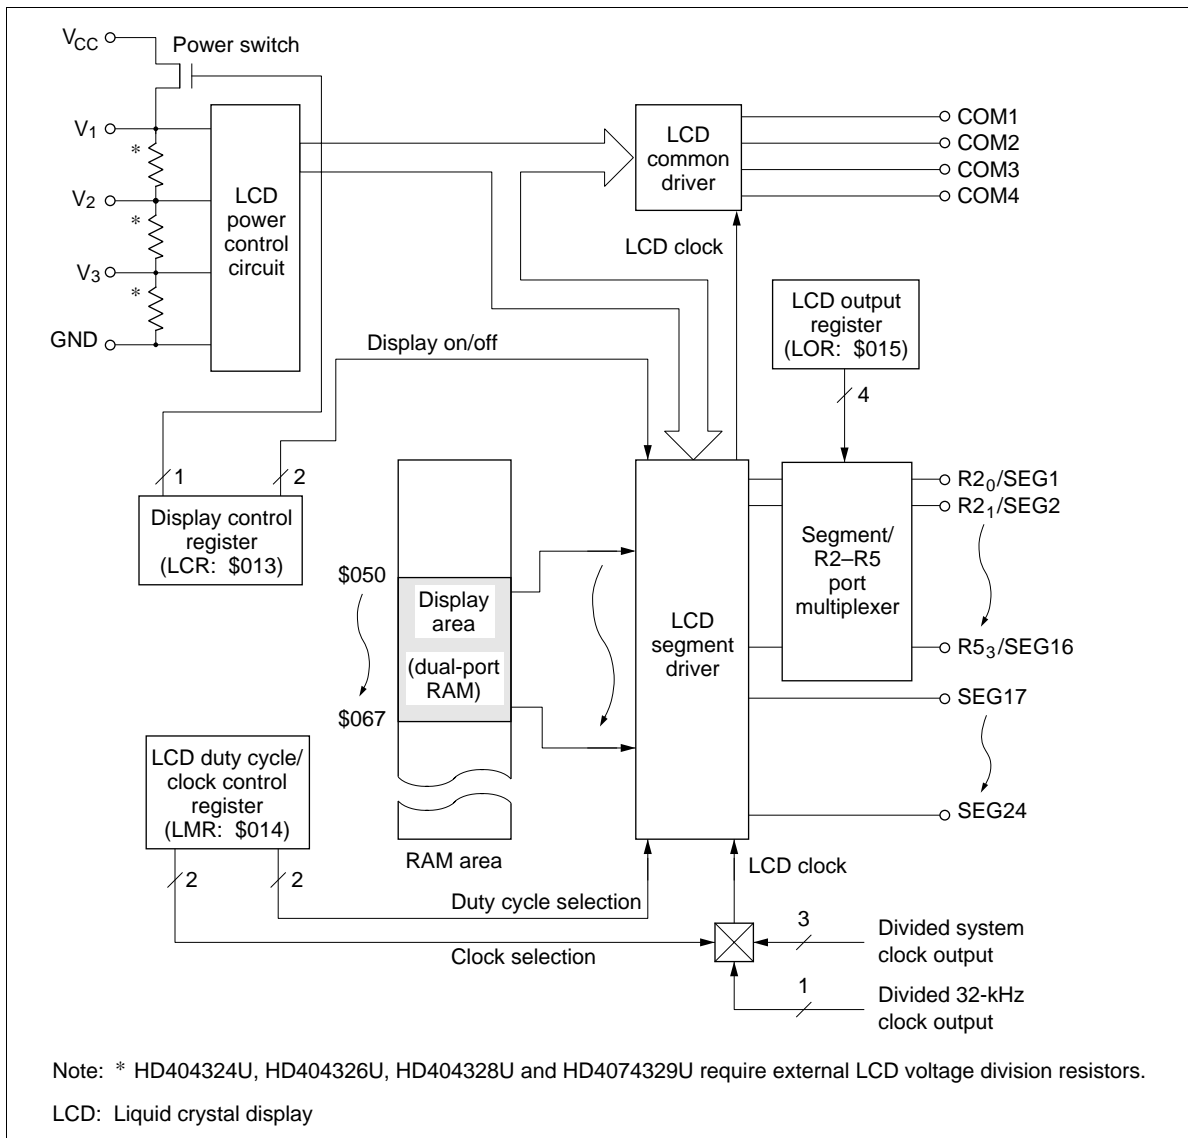 VCC
Power switch
V1
*
V2
*
V3
*
GND
LCD
power
control
circuit
LCD
common
driver
COM1
COM2
COM3
COM4
LCD clock
LCD output
register
(LOR: $015)
4
Display on/off
1
2
Display control
register
(LCR: $013)
$050
$067
Display
area
(dual-port
RAM)
RAM area
LCD
segment
driver
Segment/
R2–R5
port
multiplexer
R20/SEG1
R21/SEG2
R53/SEG16
SEG17
SEG24
LCD duty cycle/
clock control
register
(LMR: $014)
2
2
Duty cycle selection
Clock selection
LCD clock
3
Divided system
clock output
1
Divided 32-kHz
clock output
Note: * HD404324U, HD404326U, HD404328U and HD4074329U require external LCD voltage division resistors.
LCD: Liquid crystal display